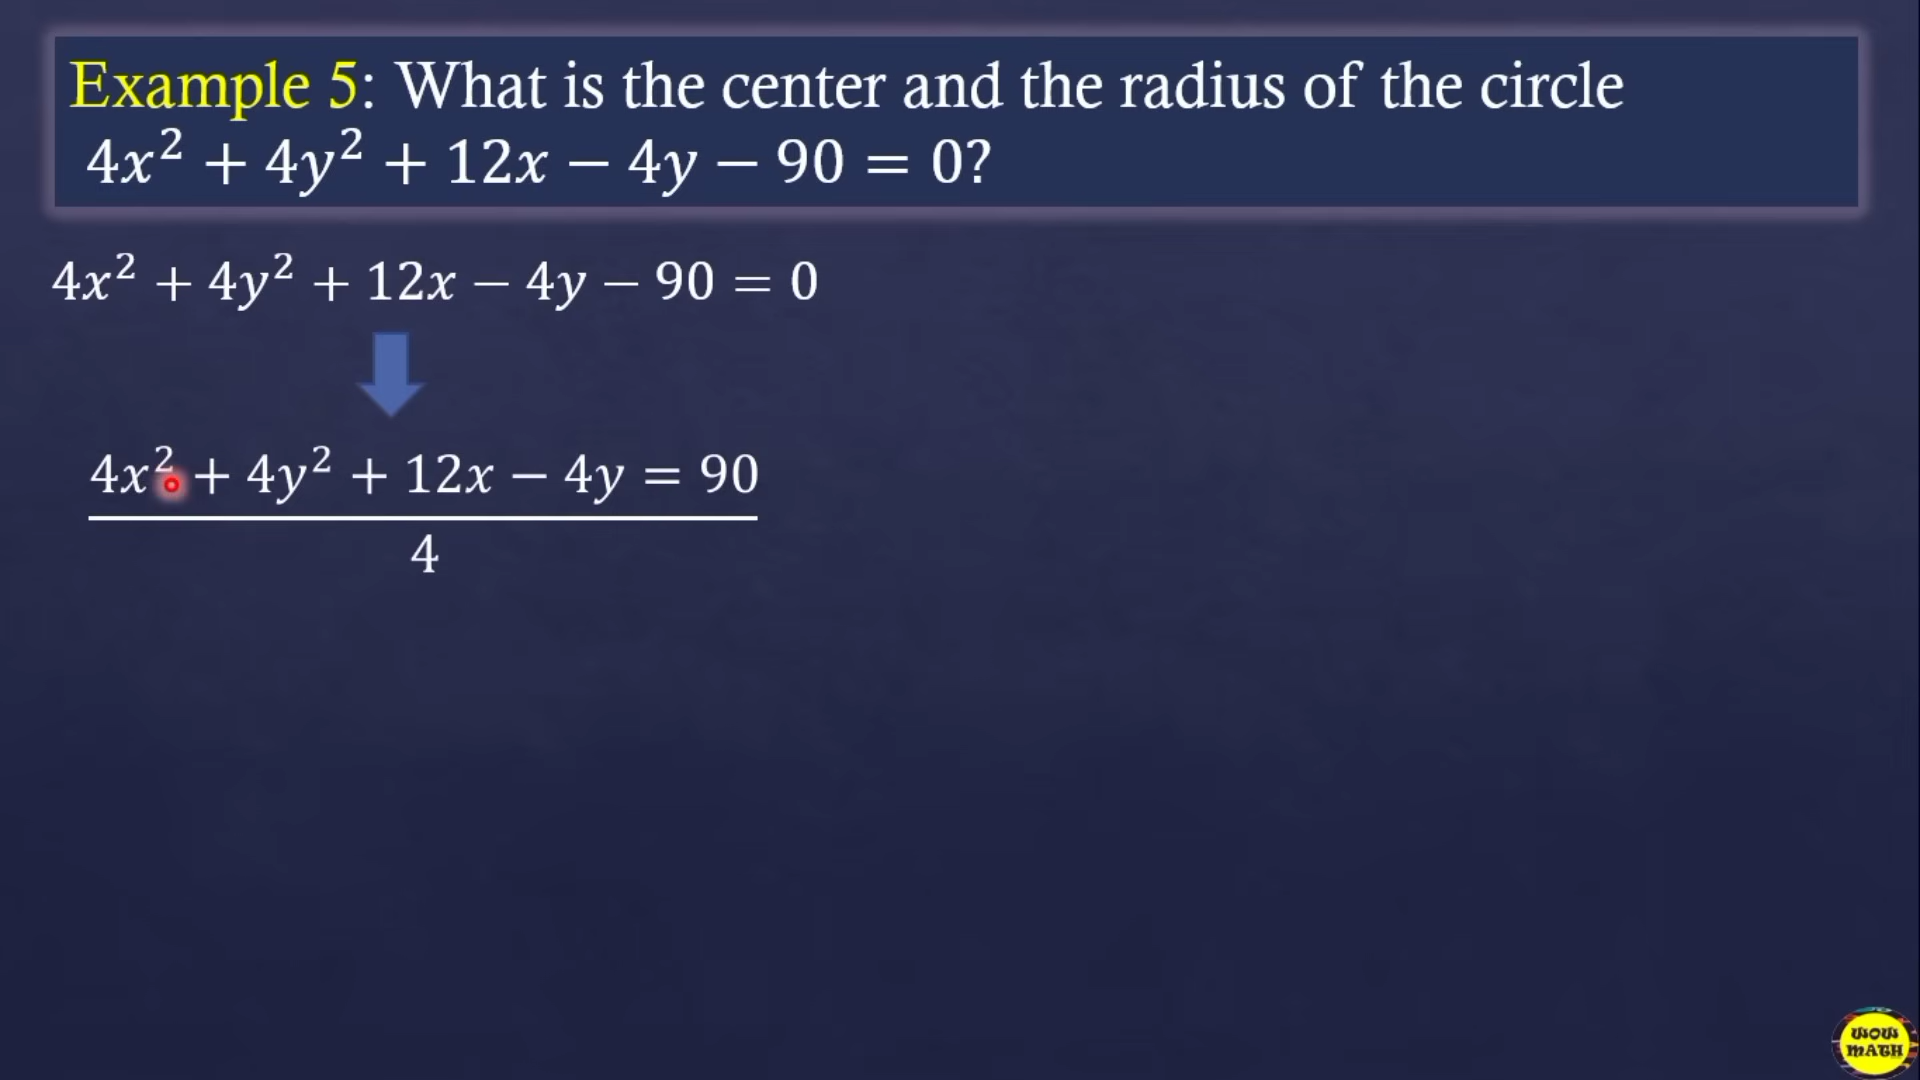 Example 5: What is the center and the radius of the circle
4x² + 4y² + 12x − 4y − 90 = 0?
4x² + 4y² + 12x − 4y − 90 = 0
4x² + 4y² + 12x − 4y = 90
4
WOW
MATH